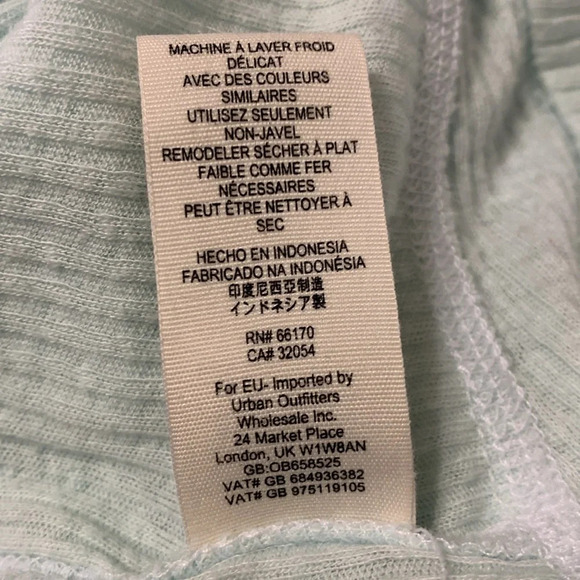 MACHINE À LAVER FROID
DÉLICAT
AVEC DES COULEURS
SIMILAIRES
UTILISEZ SEULEMENT
NON-JAVEL
REMODELER SÉCHER À PLAT
FAIBLE COMME FER
NÉCESSAIRES
PEUT ÊTRE NETTOYER À
SEC
HECHO EN INDONESIA
FABRICADO NA INDONÉSIA
印度尼西亞制造
インドネシア製
RN# 66170
CA# 32054
For EU- Imported by
Urban Outfitters
Wholesale Inc.
24 Market Place
London, UK W1W8AN
GB:OB658525
VAT# GB 684936382
VAT# GB 975119105